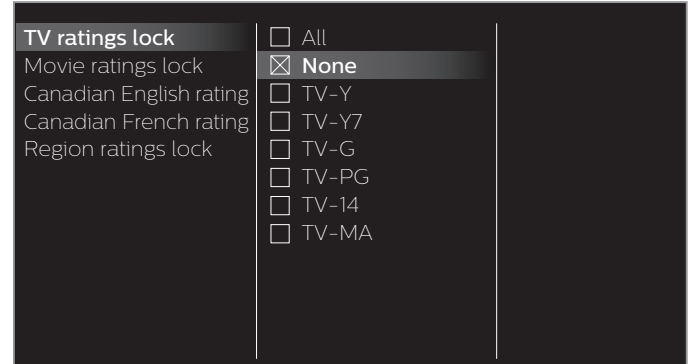 TV ratings lock
Movie ratings lock
Canadian English rating
Canadian French rating
Region ratings lock
All
None
TV-Y
TV-Y7
TV-G
TV-PG
TV-14
TV-MA